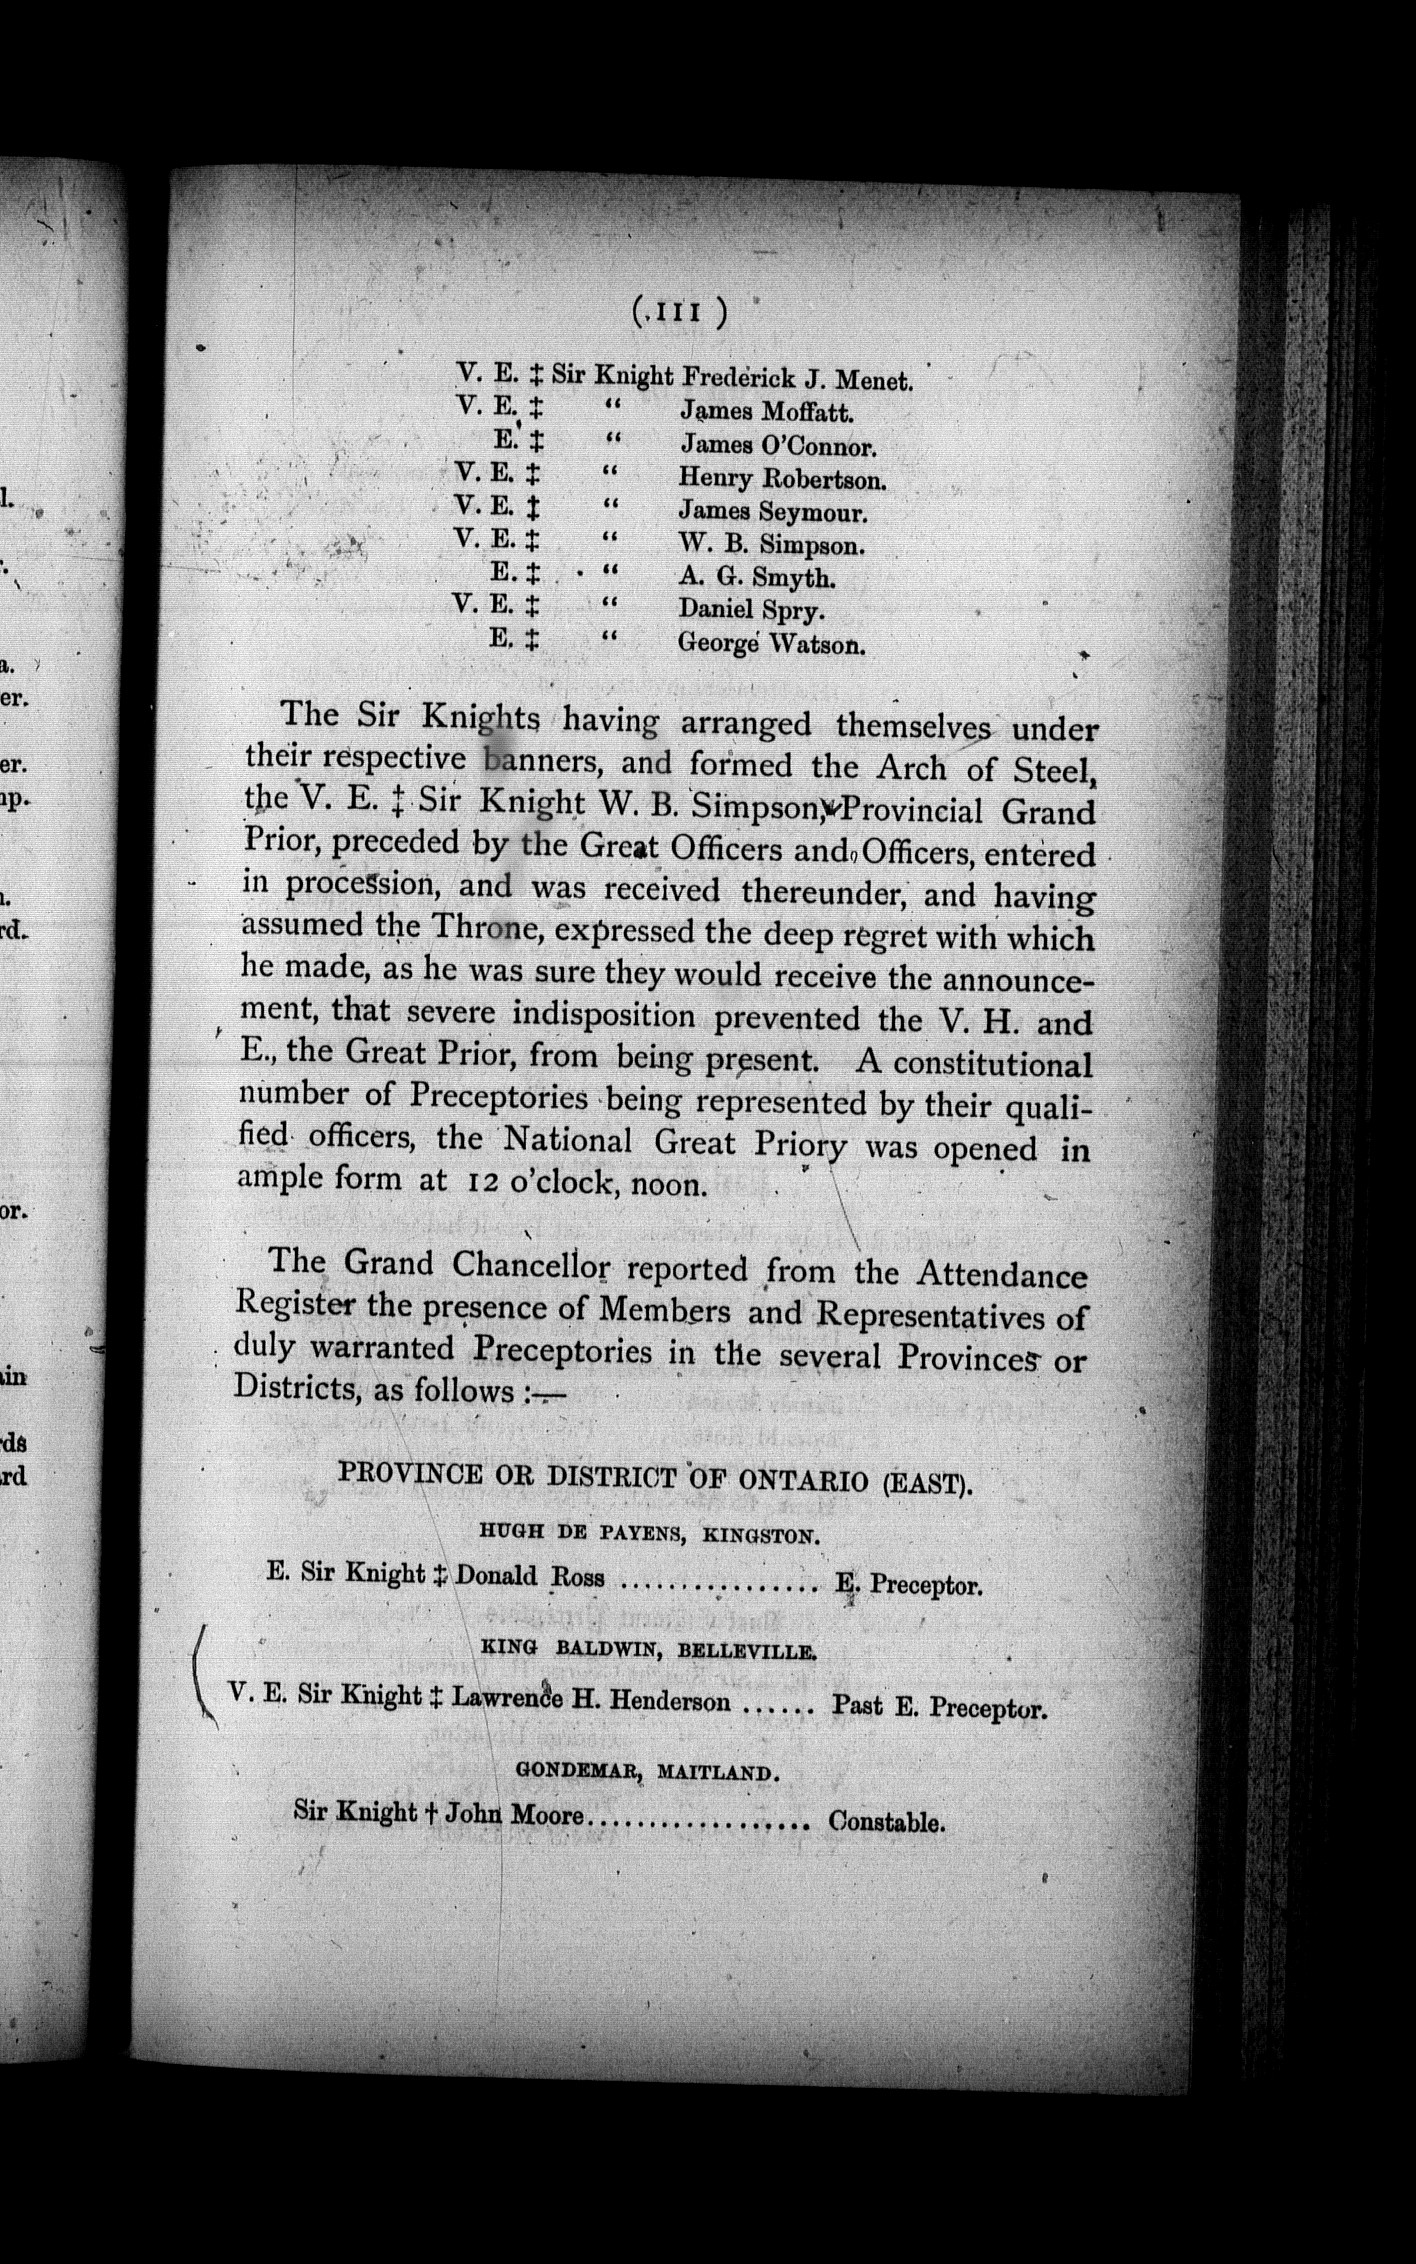 ( 111 )
V. E. ‡ Sir Knight Frederick J. Menet.
V. E. ‡ “ James Moffatt.
E. ‡ “ James O'Connor.
V. E. ‡ “ Henry Robertson.
V. E. ‡ “ James Seymour.
V. E. ‡ “ W. B. Simpson.
E. ‡ “ A. G. Smyth.
V. E. ‡ “ Daniel Spry.
E. ‡ “ George Watson.
The Sir Knights having arranged themselves under
their respective banners, and formed the Arch of Steel,
the V. E. ‡ Sir Knight W. B. Simpson, Provincial Grand
Prior, preceded by the Great Officers and Officers, entered
in procession, and was received thereunder, and having
assumed the Throne, expressed the deep regret with which
he made, as he was sure they would receive the announce-
ment, that severe indisposition prevented the V. H. and
E., the Great Prior, from being present. A constitutional
number of Preceptories being represented by their quali-
fied officers, the National Great Priory was opened in
ample form at 12 o'clock, noon.
The Grand Chancellor reported from the Attendance
Register the presence of Members and Representatives of
duly warranted Preceptories in the several Provinces or
Districts, as follows :—
PROVINCE OR DISTRICT OF ONTARIO (EAST).
HUGH DE PAYENS, KINGSTON.
E. Sir Knight ‡ Donald Ross ................ E. Preceptor.
KING BALDWIN, BELLEVILLE.
V. E. Sir Knight ‡ Lawrence H. Henderson ...... Past E. Preceptor.
GONDEMAR, MAITLAND.
Sir Knight † John Moore.................. Constable.